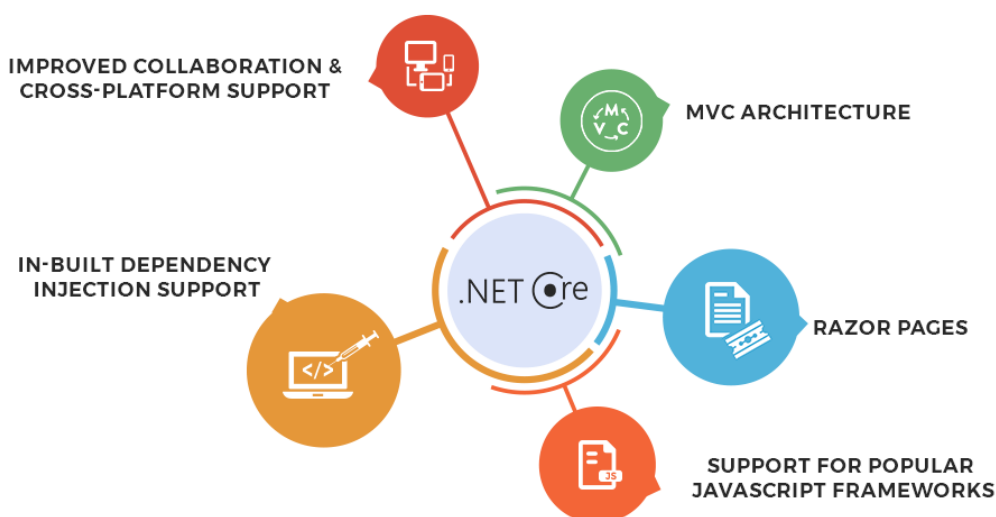 IMPROVED COLLABORATION &
CROSS-PLATFORM SUPPORT
M
V C
MVC ARCHITECTURE
IN-BUILT DEPENDENCY
INJECTION SUPPORT
</>
.NET Core
RAZOR PAGES
JS
SUPPORT FOR POPULAR
JAVASCRIPT FRAMEWORKS